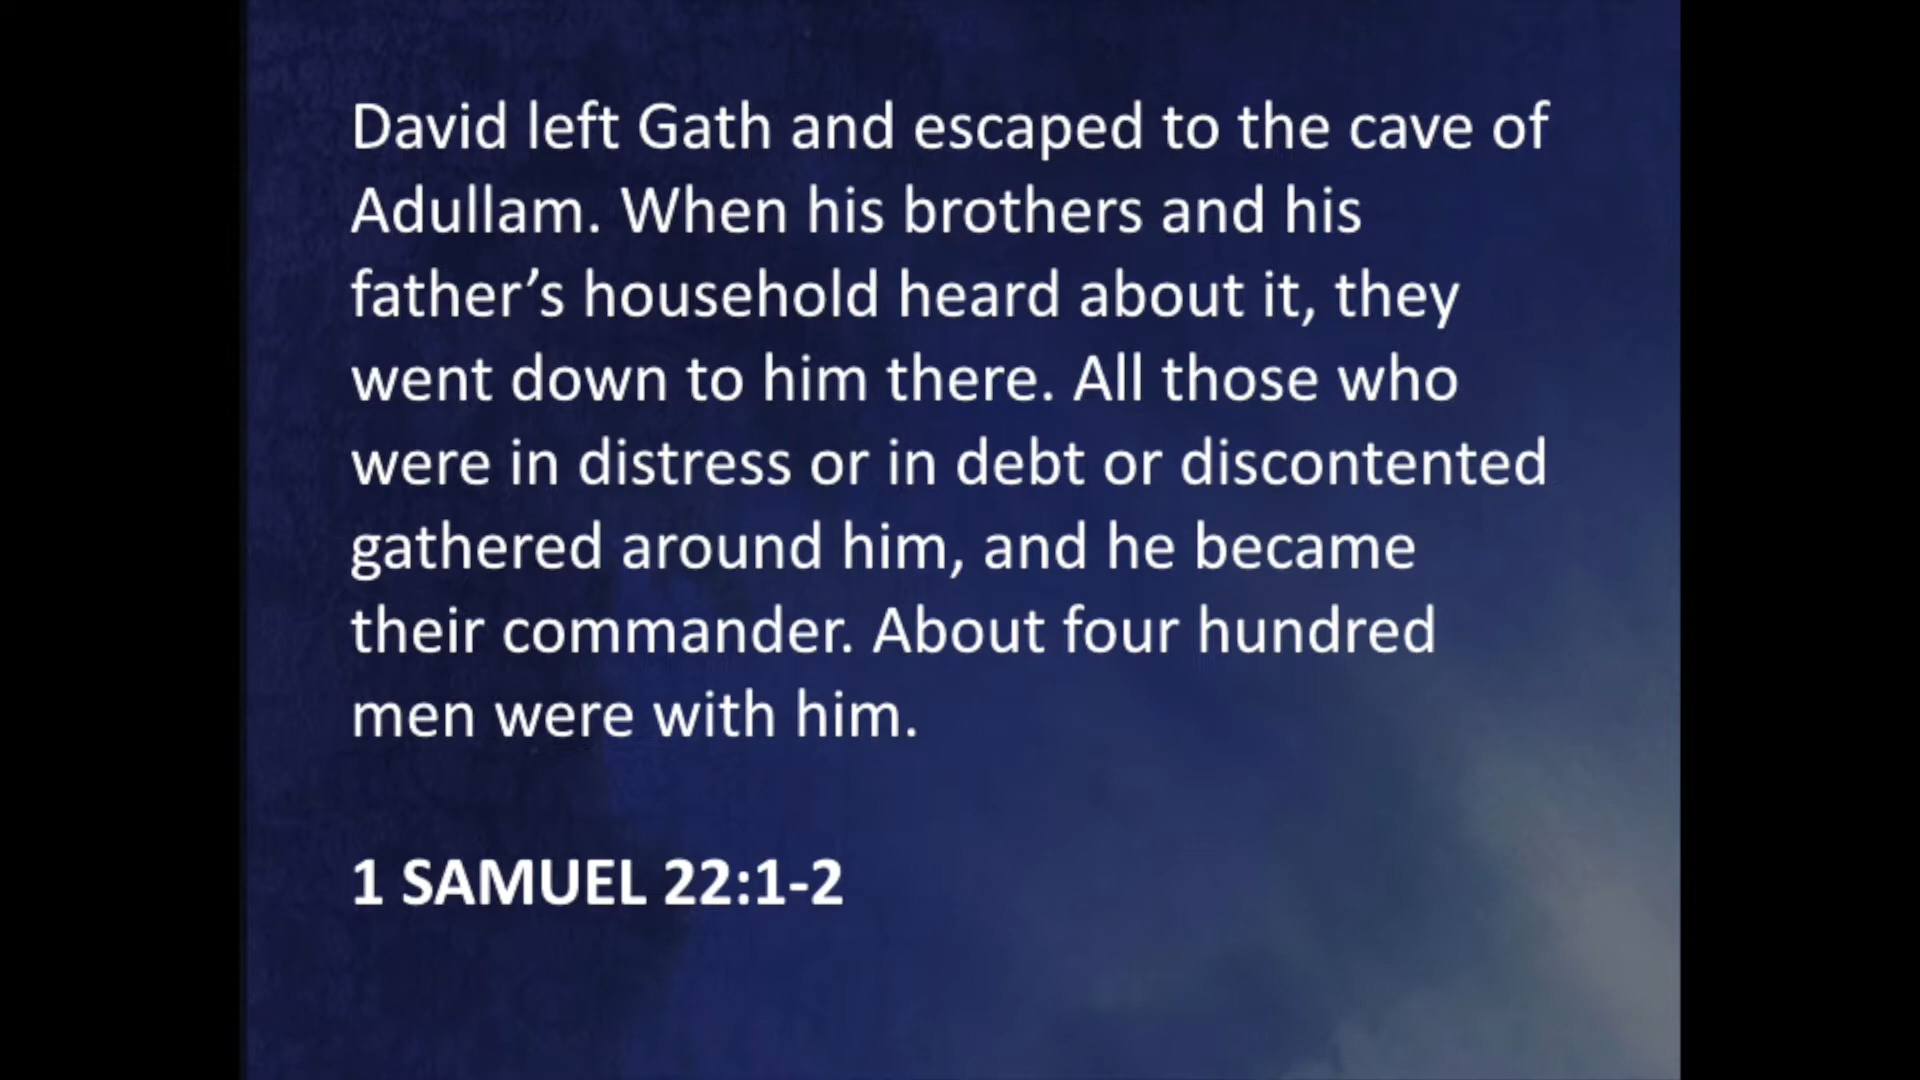 David left Gath and escaped to the cave of
Adullam. When his brothers and his
father’s household heard about it, they
went down to him there. All those who
were in distress or in debt or discontented
gathered around him, and he became
their commander. About four hundred
men were with him.
1 SAMUEL 22:1-2